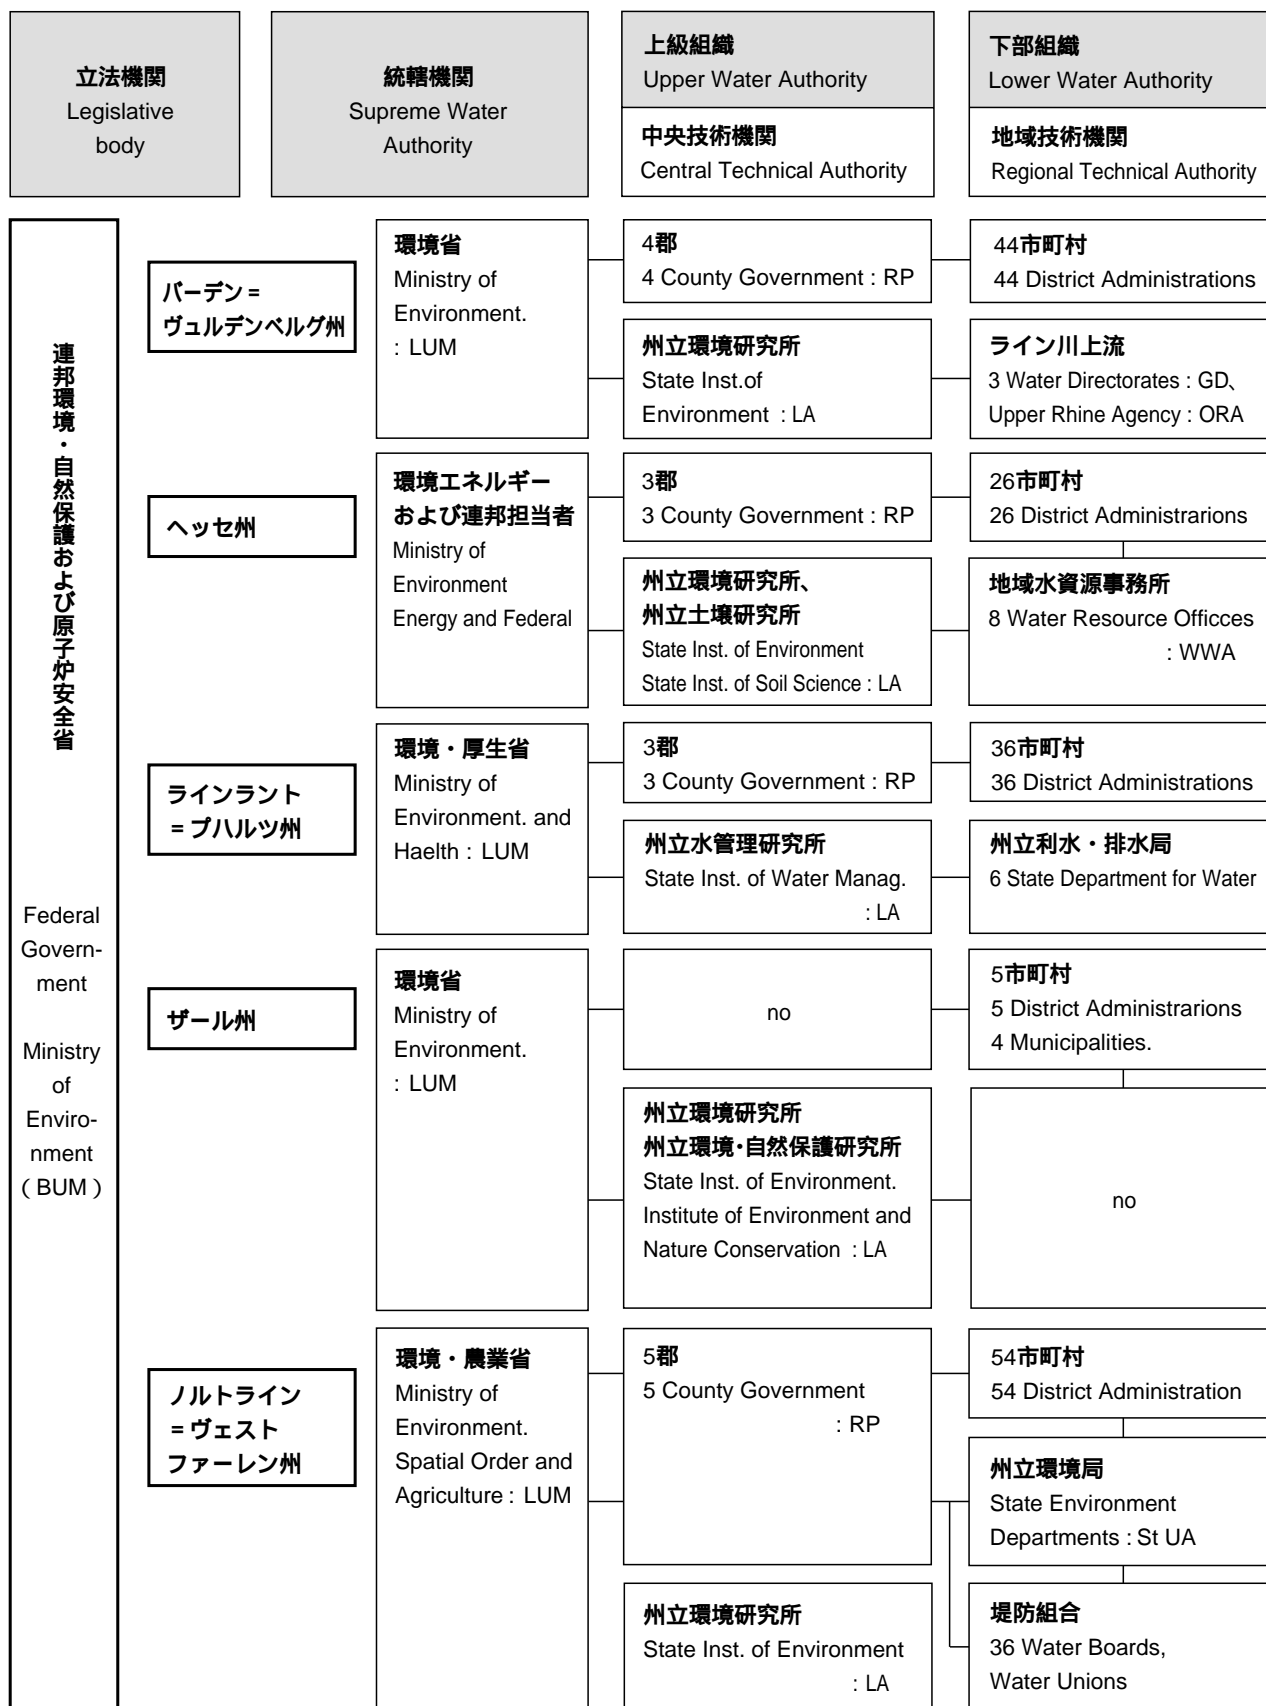 立法機関
Legislative
body
統轄機関
Supreme Water
Authority
上級組織
Upper Water Authority
中央技術機関
Central Technical Authority
下部組織
Lower Water Authority
地域技術機関
Regional Technical Authority
連邦環境・自然保護および原子炉安全省
Federal
Govern-
ment
Ministry
of
Enviro-
nment
（BUM）
バーデン＝
ヴュルデンベルグ州
環境省
Ministry of
Environment.
: LUM
4郡
4 County Government : RP
44市町村
44 District Administrations
州立環境研究所
State Inst.of
Environment : LA
ライン川上流
3 Water Directorates : GD、
Upper Rhine Agency : ORA
ヘッセ州
環境エネルギー
および連邦担当者
Ministry of
Environment
Energy and Federal
3郡
3 County Government : RP
26市町村
26 District Administrarions
州立環境研究所、
州立土壌研究所
State Inst. of Environment
State Inst. of Soil Science : LA
地域水資源事務所
8 Water Resource Officces
: WWA
ラインラント
＝プハルツ州
環境・厚生省
Ministry of
Environment. and
Haelth : LUM
3郡
3 County Government : RP
36市町村
36 District Administrations
州立水管理研究所
State Inst. of Water Manag.
: LA
州立利水・排水局
6 State Department for Water
ザール州
環境省
Ministry of
Environment.
: LUM
no
5市町村
5 District Administrarions
4 Municipalities.
州立環境研究所
州立環境・自然保護研究所
State Inst. of Environment.
Institute of Environment and
Nature Conservation : LA
no
ノルトライン
＝ヴェスト
ファーレン州
環境・農業省
Ministry of
Environment.
Spatial Order and
Agriculture : LUM
5郡
5 County Government
: RP
54市町村
54 District Administration
州立環境局
State Environment
Departments : St UA
州立環境研究所
State Inst. of Environment
: LA
堤防組合
36 Water Boards,
Water Unions